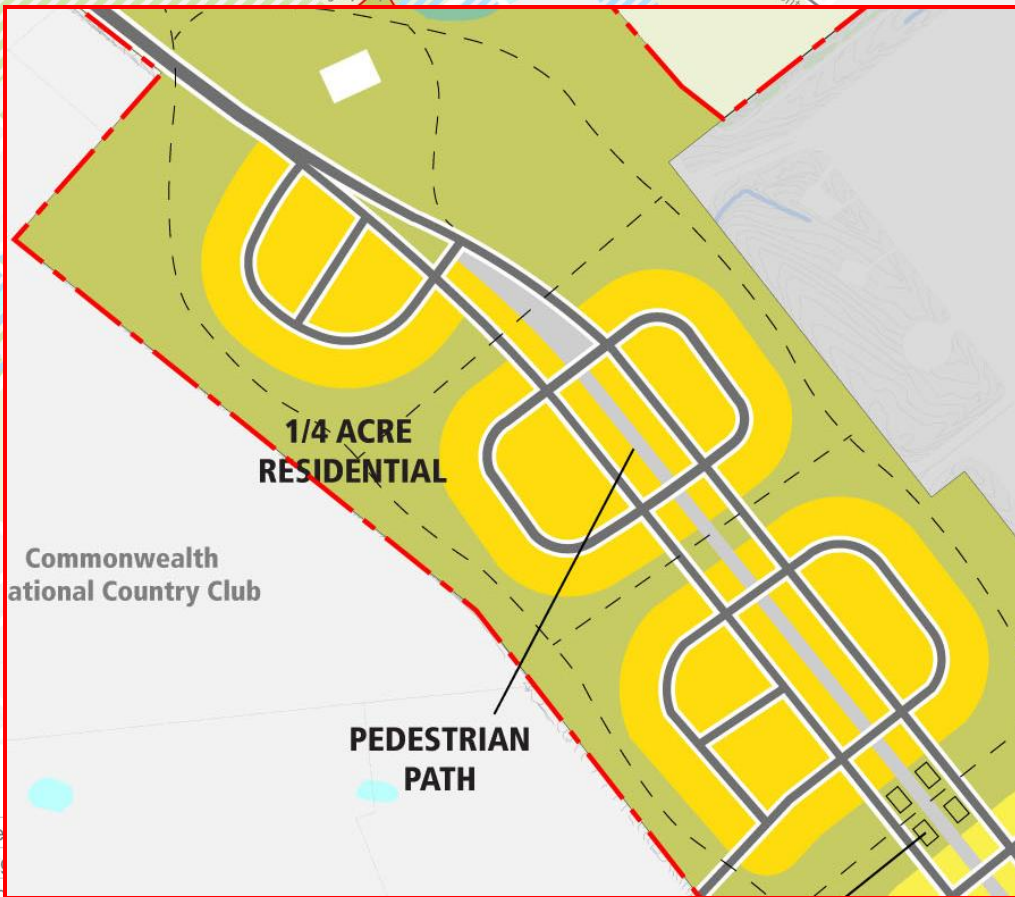 1/4 ACRE
RESIDENTIAL
Commonwealth
ational Country Club
PEDESTRIAN
PATH